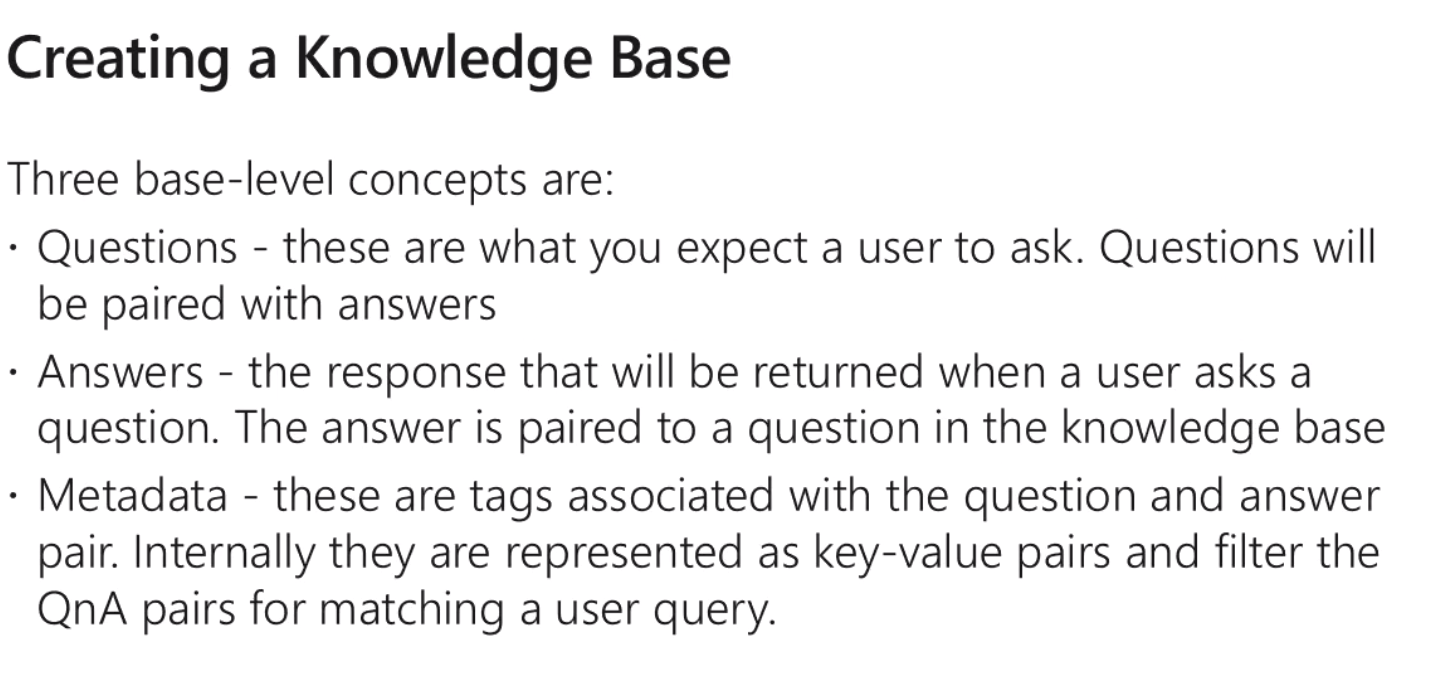 Creating a Knowledge Base
Three base-level concepts are:
· Questions - these are what you expect a user to ask. Questions will
be paired with answers
· Answers - the response that will be returned when a user asks a
question. The answer is paired to a question in the knowledge base
· Metadata - these are tags associated with the question and answer
pair. Internally they are represented as key-value pairs and filter the
QnA pairs for matching a user query.